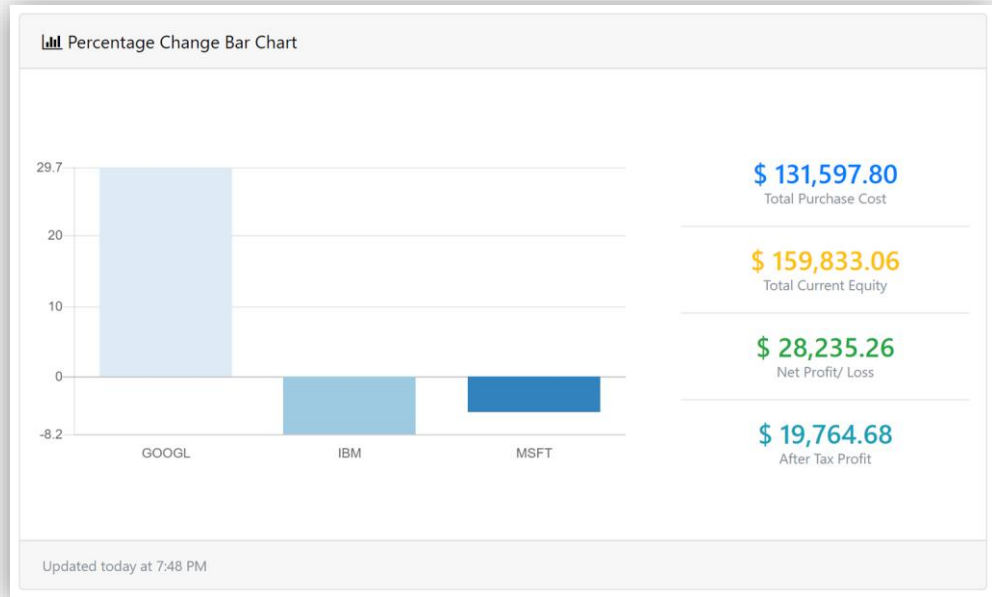 Percentage Change Bar Chart
29.7
20
10
0
-8.2
GOOGL IBM MSFT
$ 131,597.80
Total Purchase Cost
$ 159,833.06
Total Current Equity
$ 28,235.26
Net Profit/ Loss
$ 19,764.68
After Tax Profit
Updated today at 7:48 PM